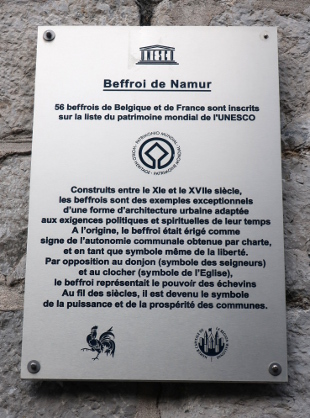 UNESCO
Beffroi de Namur
56 beffrois de Belgique et de France sont inscrits
sur la liste du patrimoine mondial de l'UNESCO
PATRIMONIO MUNDIAL
Construits entre le XIe et le XVIIe siècle,
les beffrois sont des exemples exceptionnels
d'une forme d'architecture urbaine adaptée
aux exigences politiques et spirituelles de leur temps
A l'origine, le beffroi était érigé comme
signe de l'autonomie communale obtenue par charte,
et en tant que symbole même de la liberté.
Par opposition au donjon (symbole des seigneurs)
et au clocher (symbole de l'Eglise),
le beffroi représentait le pouvoir des échevins
Au fil des siècles, il est devenu le symbole
de la puissance et de la prospérité des communes.